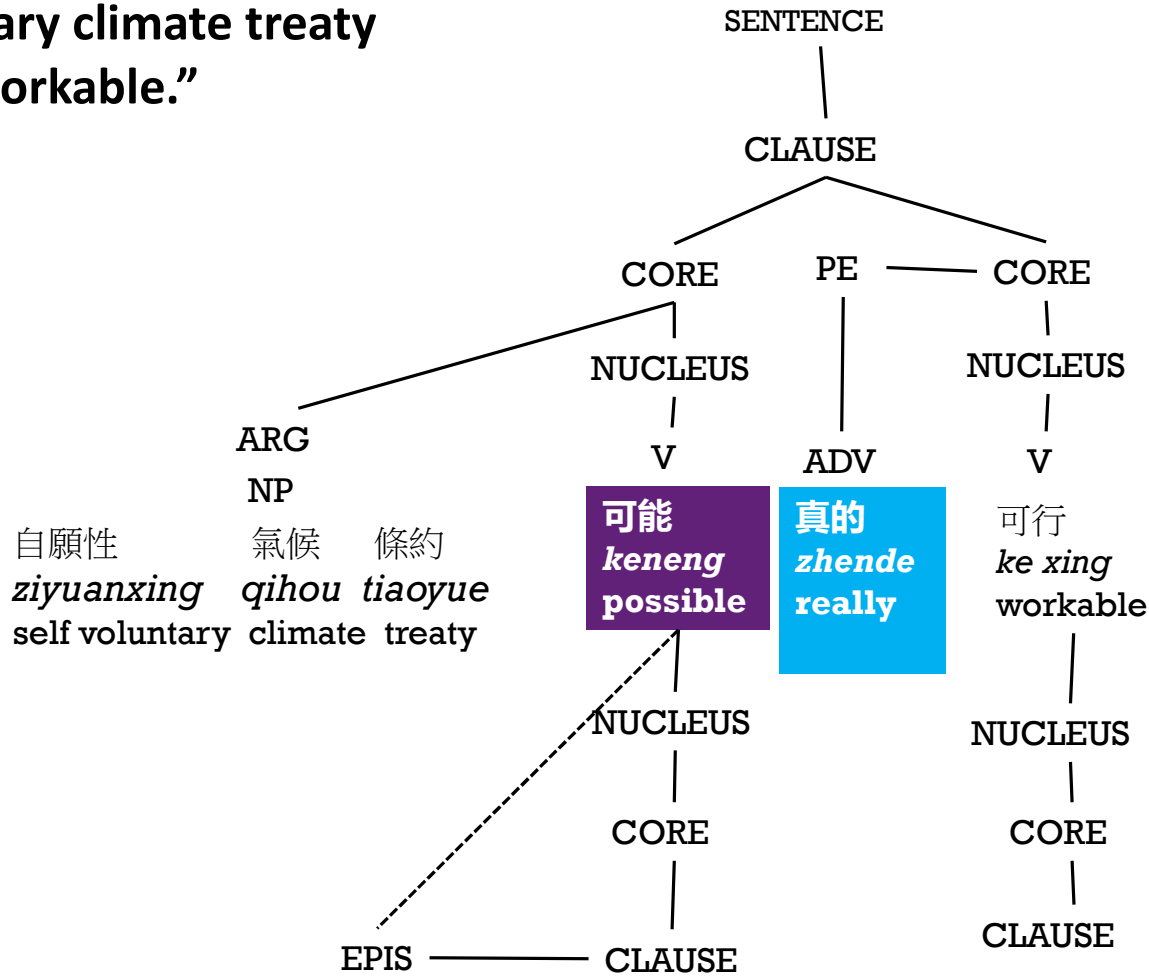 climate treaty
SENTENCE
CLAUSE
CORE PE CORE
NUCLEUS NUCLEUS
ARG V ADV V
NP
自願性 氣候 條約 可能 真的 可行
ziyuanxing qihou tiaoyue keneng zhende ke xing
self voluntary climate treaty possible really workable
NUCLEUS NUCLEUS
CORE CORE
EPIS CLAUSE CLAUSE